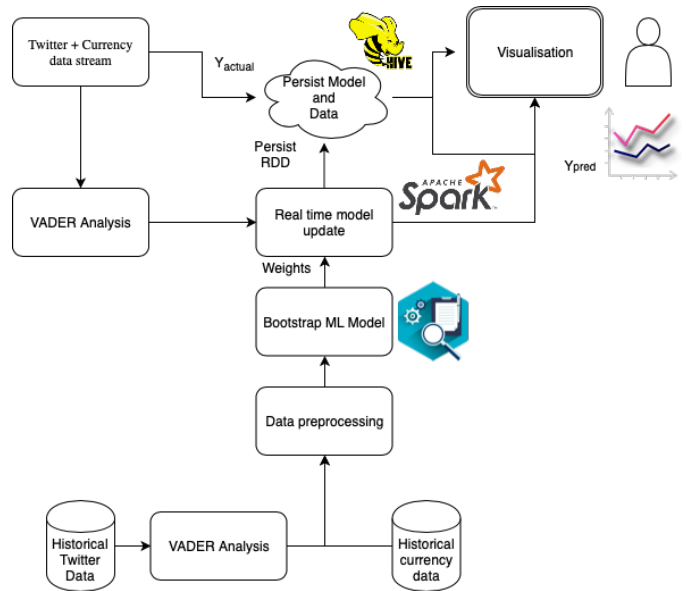 Twitter + Currency
data stream
Yactual
HIVE
Persist Model
and
Data
Visualisation
Persist
RDD
APACHE
Spark™
Ypred
VADER Analysis
Real time model
update
Weights
Bootstrap ML Model
Data preprocessing
Historical
Twitter
Data
VADER Analysis
Historical
currency
data